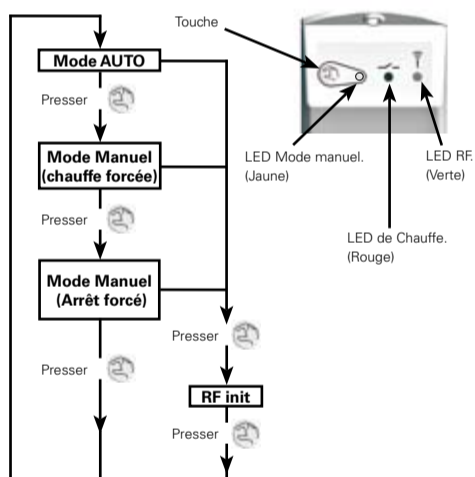 Mode AUTO
Presser
Mode Manuel
(chauffe forcée)
Presser
Mode Manuel
(Arrêt forcé)
Presser
Presser
RF init
Presser
Touche
LED Mode manuel.
(Jaune)
LED RF.
(Verte)
LED de Chauffe.
(Rouge)